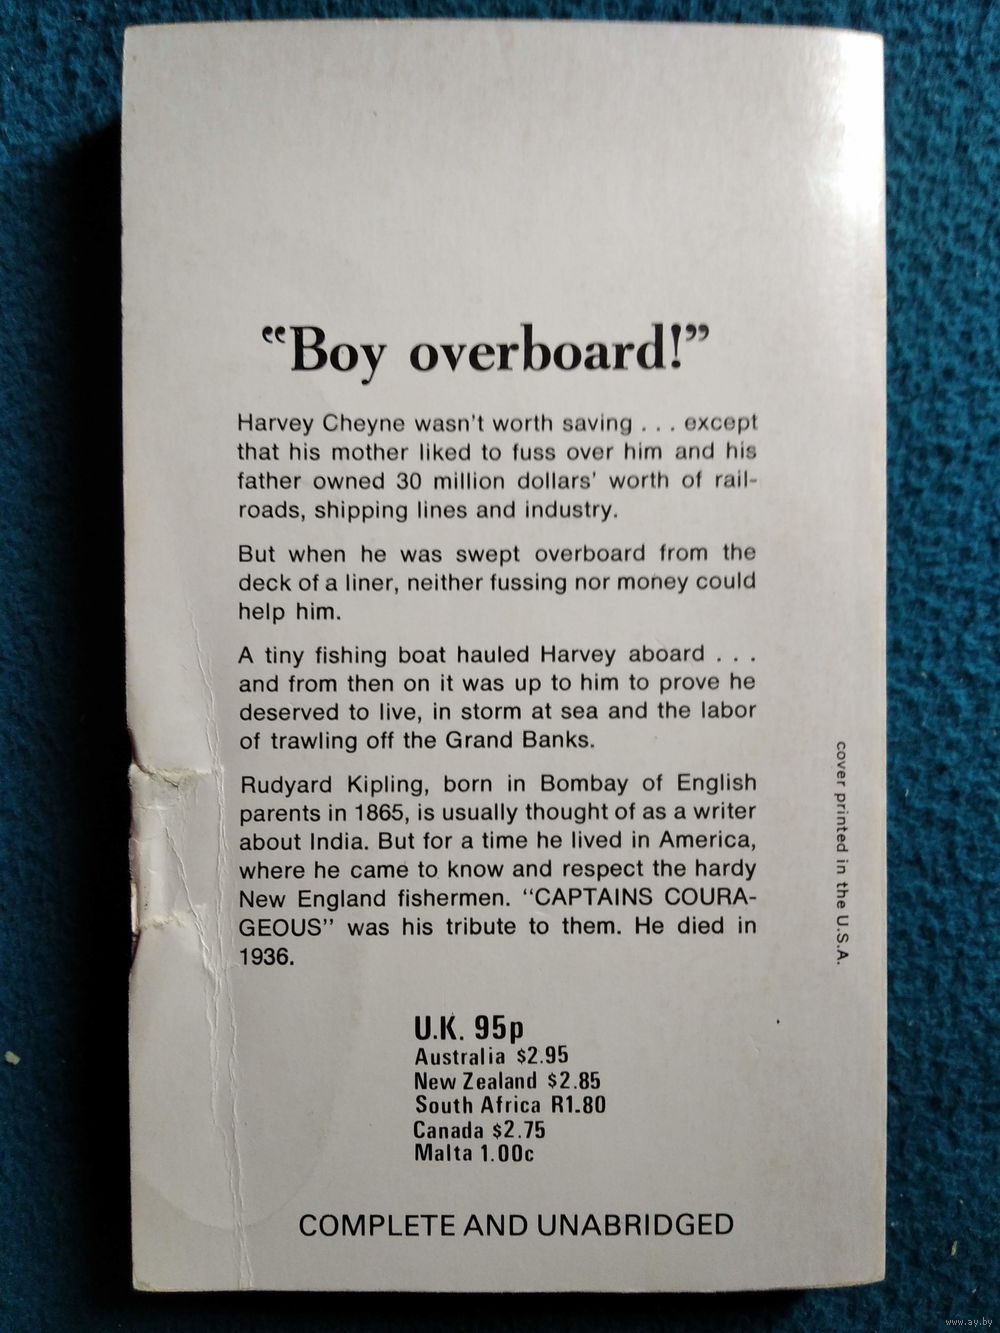 “Boy overboard!”
Harvey Cheyne wasn't worth saving . . . except
that his mother liked to fuss over him and his
father owned 30 million dollars' worth of rail-
roads, shipping lines and industry.
But when he was swept overboard from the
deck of a liner, neither fussing nor money could
help him.
A tiny fishing boat hauled Harvey aboard . . .
and from then on it was up to him to prove he
deserved to live, in storm at sea and the labor
of trawling off the Grand Banks.
Rudyard Kipling, born in Bombay of English
parents in 1865, is usually thought of as a writer
about India. But for a time he lived in America,
where he came to know and respect the hardy
New England fishermen. “CAPTAINS COURA-
GEOUS” was his tribute to them. He died in
1936.
cover printed in the U.S.A.
U.K. 95p
Australia $2.95
New Zealand $2.85
South Africa R1.80
Canada $2.75
Malta 1.00c
COMPLETE AND UNABRIDGED
www.ay.by